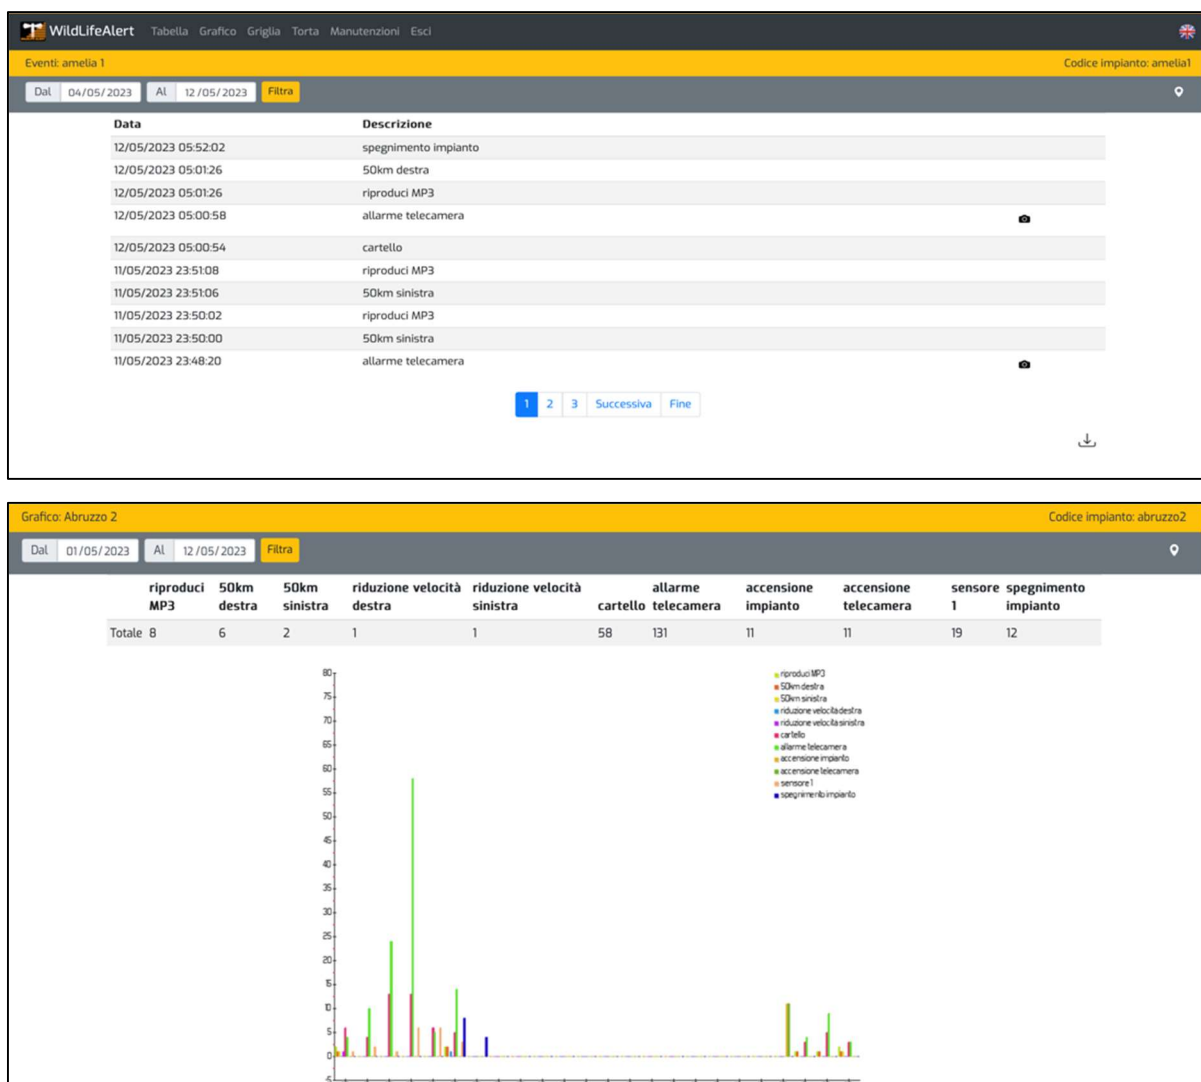 WildLifeAlert Tabella Grafico Griglia Torta Manutenzioni Esci
Eventi: amelia 1 Codice impianto: amelia1
Dal 04/05/2023 Al 12/05/2023 Filtra
Data Descrizione
12/05/2023 05:52:02 spegnimento impianto
12/05/2023 05:01:26 50km destra
12/05/2023 05:01:26 riproduci MP3
12/05/2023 05:00:58 allarme telecamera
12/05/2023 05:00:54 cartello
11/05/2023 23:51:08 riproduci MP3
11/05/2023 23:51:06 50km sinistra
11/05/2023 23:50:02 riproduci MP3
11/05/2023 23:50:00 50km sinistra
11/05/2023 23:48:20 allarme telecamera
1 2 3 Successiva Fine
Grafico: Abruzzo 2 Codice impianto: abruzzo2
Dal 01/05/2023 Al 12/05/2023 Filtra
riproduci 50km 50km riduzione velocità riduzione velocità allarme accensione accensione sensore spegnimento
MP3 destra sinistra destra sinistra cartello telecamera impianto telecamera 1 impianto
Totale 8 6 2 1 1 58 131 11 11 19 12
80
75
70
65
60
55
50
45
40
35
30
25
20
15
10
5
0
-5
riproduci MP3
50km destra
50km sinistra
riduzione velocità destra
riduzione velocità sinistra
cartello
allarme telecamera
accensione impianto
accensione telecamera
sensore 1
spegnimento impianto